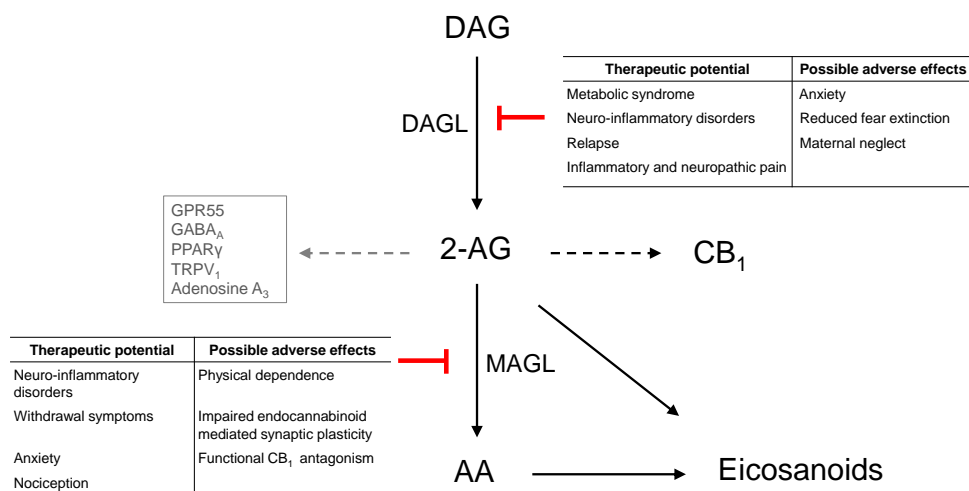 DAG
Therapeutic potential Possible adverse effects
Metabolic syndrome Anxiety
DAGL Neuro-inflammatory disorders Reduced fear extinction
Relapse Maternal neglect
Inflammatory and neuropathic pain
GPR55
GABA_A
PPARγ
TRPV₁
Adenosine A₃
2-AG
CB₁
Therapeutic potential Possible adverse effects
MAGL
Neuro-inflammatory Physical dependence
disorders
Withdrawal symptoms Impaired endocannabinoid
mediated synaptic plasticity
Anxiety Functional CB₁ antagonism
Nociception
AA
Eicosanoids